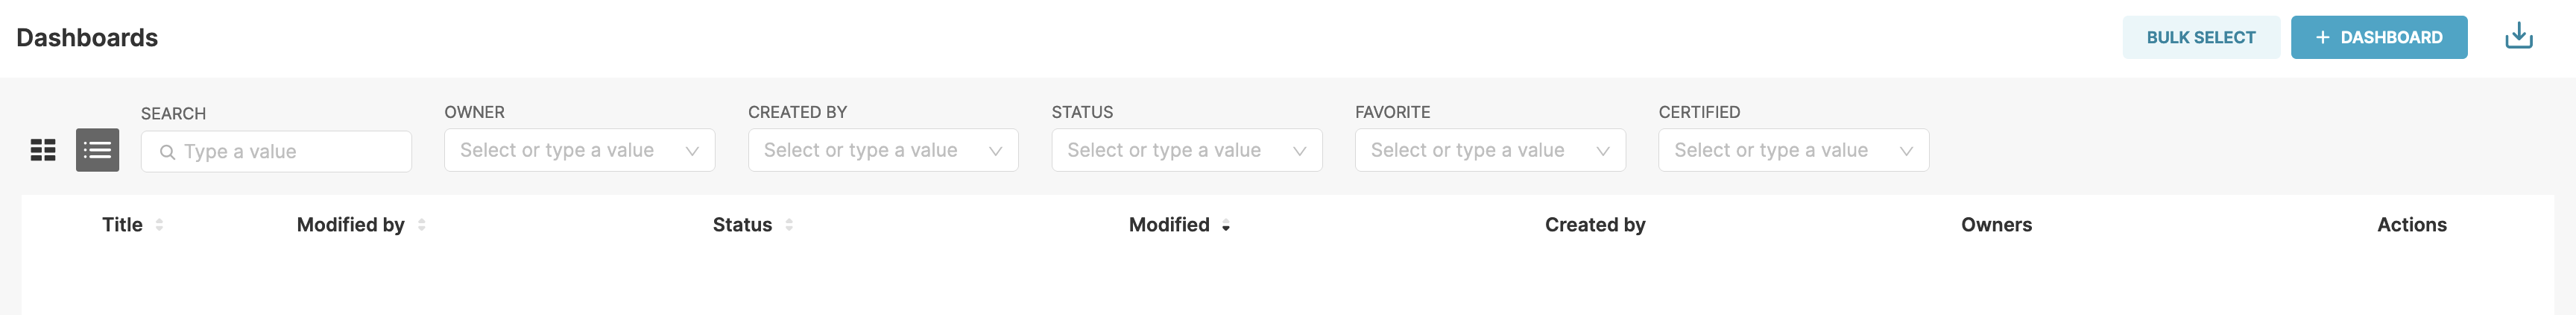 Dashboards
BULK SELECT
+ DASHBOARD
SEARCH
Type a value
OWNER
Select or type a value
CREATED BY
Select or type a value
STATUS
Select or type a value
FAVORITE
Select or type a value
CERTIFIED
Select or type a value
Title Modified by Status Modified Created by Owners Actions